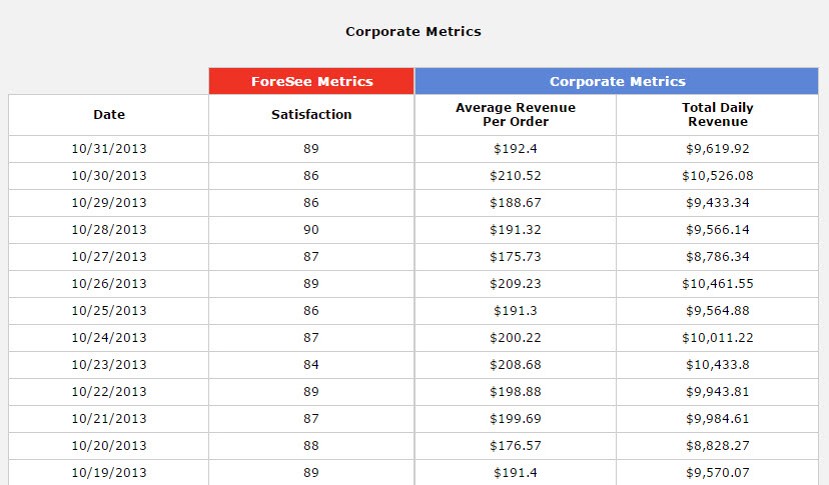 Corporate Metrics
ForeSee Metrics Corporate Metrics
Date Satisfaction Average Revenue Per Order Total Daily Revenue
10/31/2013 89 $192.4 $9,619.92
10/30/2013 86 $210.52 $10,526.08
10/29/2013 86 $188.67 $9,433.34
10/28/2013 90 $191.32 $9,566.14
10/27/2013 87 $175.73 $8,786.34
10/26/2013 89 $209.23 $10,461.55
10/25/2013 86 $191.3 $9,564.88
10/24/2013 87 $200.22 $10,011.22
10/23/2013 84 $208.68 $10,433.8
10/22/2013 89 $198.88 $9,943.81
10/21/2013 87 $199.69 $9,984.61
10/20/2013 88 $176.57 $8,828.27
10/19/2013 89 $191.4 $9,570.07